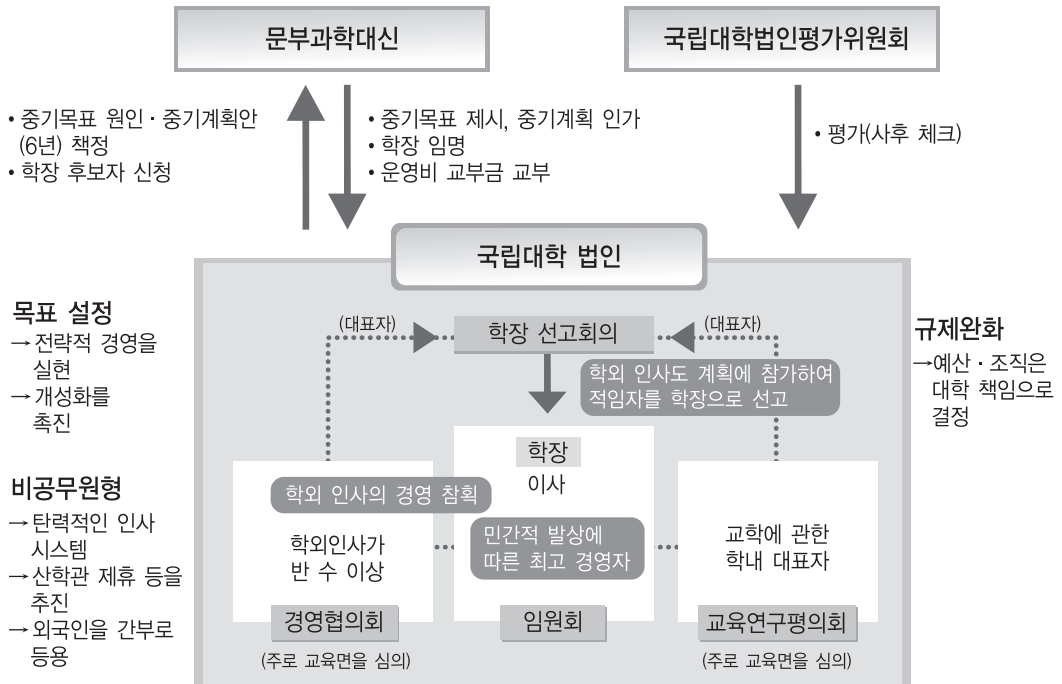 문부과학대신
국립대학법인평가위원회
• 중기목표 원인 · 중기계획안
(6년) 책정
• 학장 후보자 신청
• 중기목표 제시, 중기계획 인가
• 학장 임명
• 운영비 교부금 교부
• 평가(사후 체크)
국립대학 법인
목표 설정
→ 전략적 경영을
실현
→ 개성화를
촉진
비공무원형
→ 탄력적인 인사
시스템
→ 산학관 제휴 등을
추진
→ 외국인을 간부로
등용
(대표자)
학장 선고회의
(대표자)
학외 인사도 계획에 참가하여
적임자를 학장으로 선고
학장
이사
학외 인사의 경영 참획
민간적 발상에
따른 최고 경영자
학외인사가
반 수 이상
교학에 관한
학내 대표자
경영협의회
임원회
교육연구평의회
(주로 교육면을 심의)
(주로 교육면을 심의)
규제완화
→ 예산 · 조직은
대학 책임으로
결정